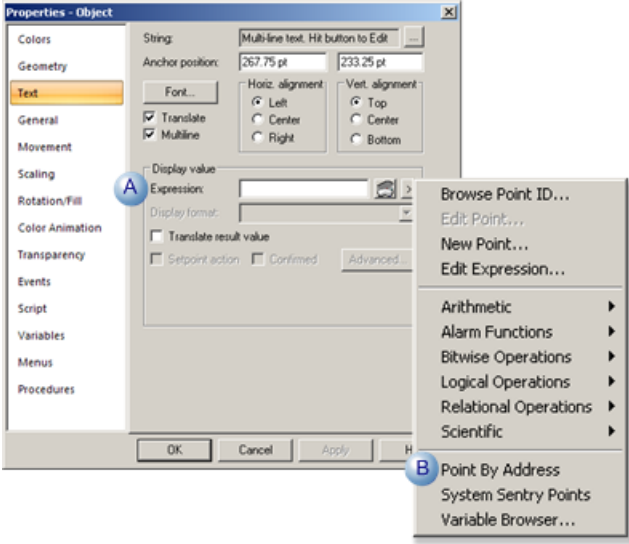 Properties - Object
Colors
Geometry
Text
General
Movement
Scaling
Rotation/Fill
Color Animation
Transparency
Events
Script
Variables
Menus
Procedures
String: Multi-line text. Hit button to Edit ...
Anchor position: 267.75 pt 233.25 pt
Font...
Translate
Multiline
Horiz. alignment
Left
Center
Right
Vert. alignment
Top
Center
Bottom
Display value
A Expression: >
Display format:
Translate result value
Setpoint action Confirmed Advanced...
OK Cancel Apply H
Browse Point ID...
Edit Point...
New Point...
Edit Expression...
Arithmetic
Alarm Functions
Bitwise Operations
Logical Operations
Relational Operations
Scientific
B Point By Address
System Sentry Points
Variable Browser...